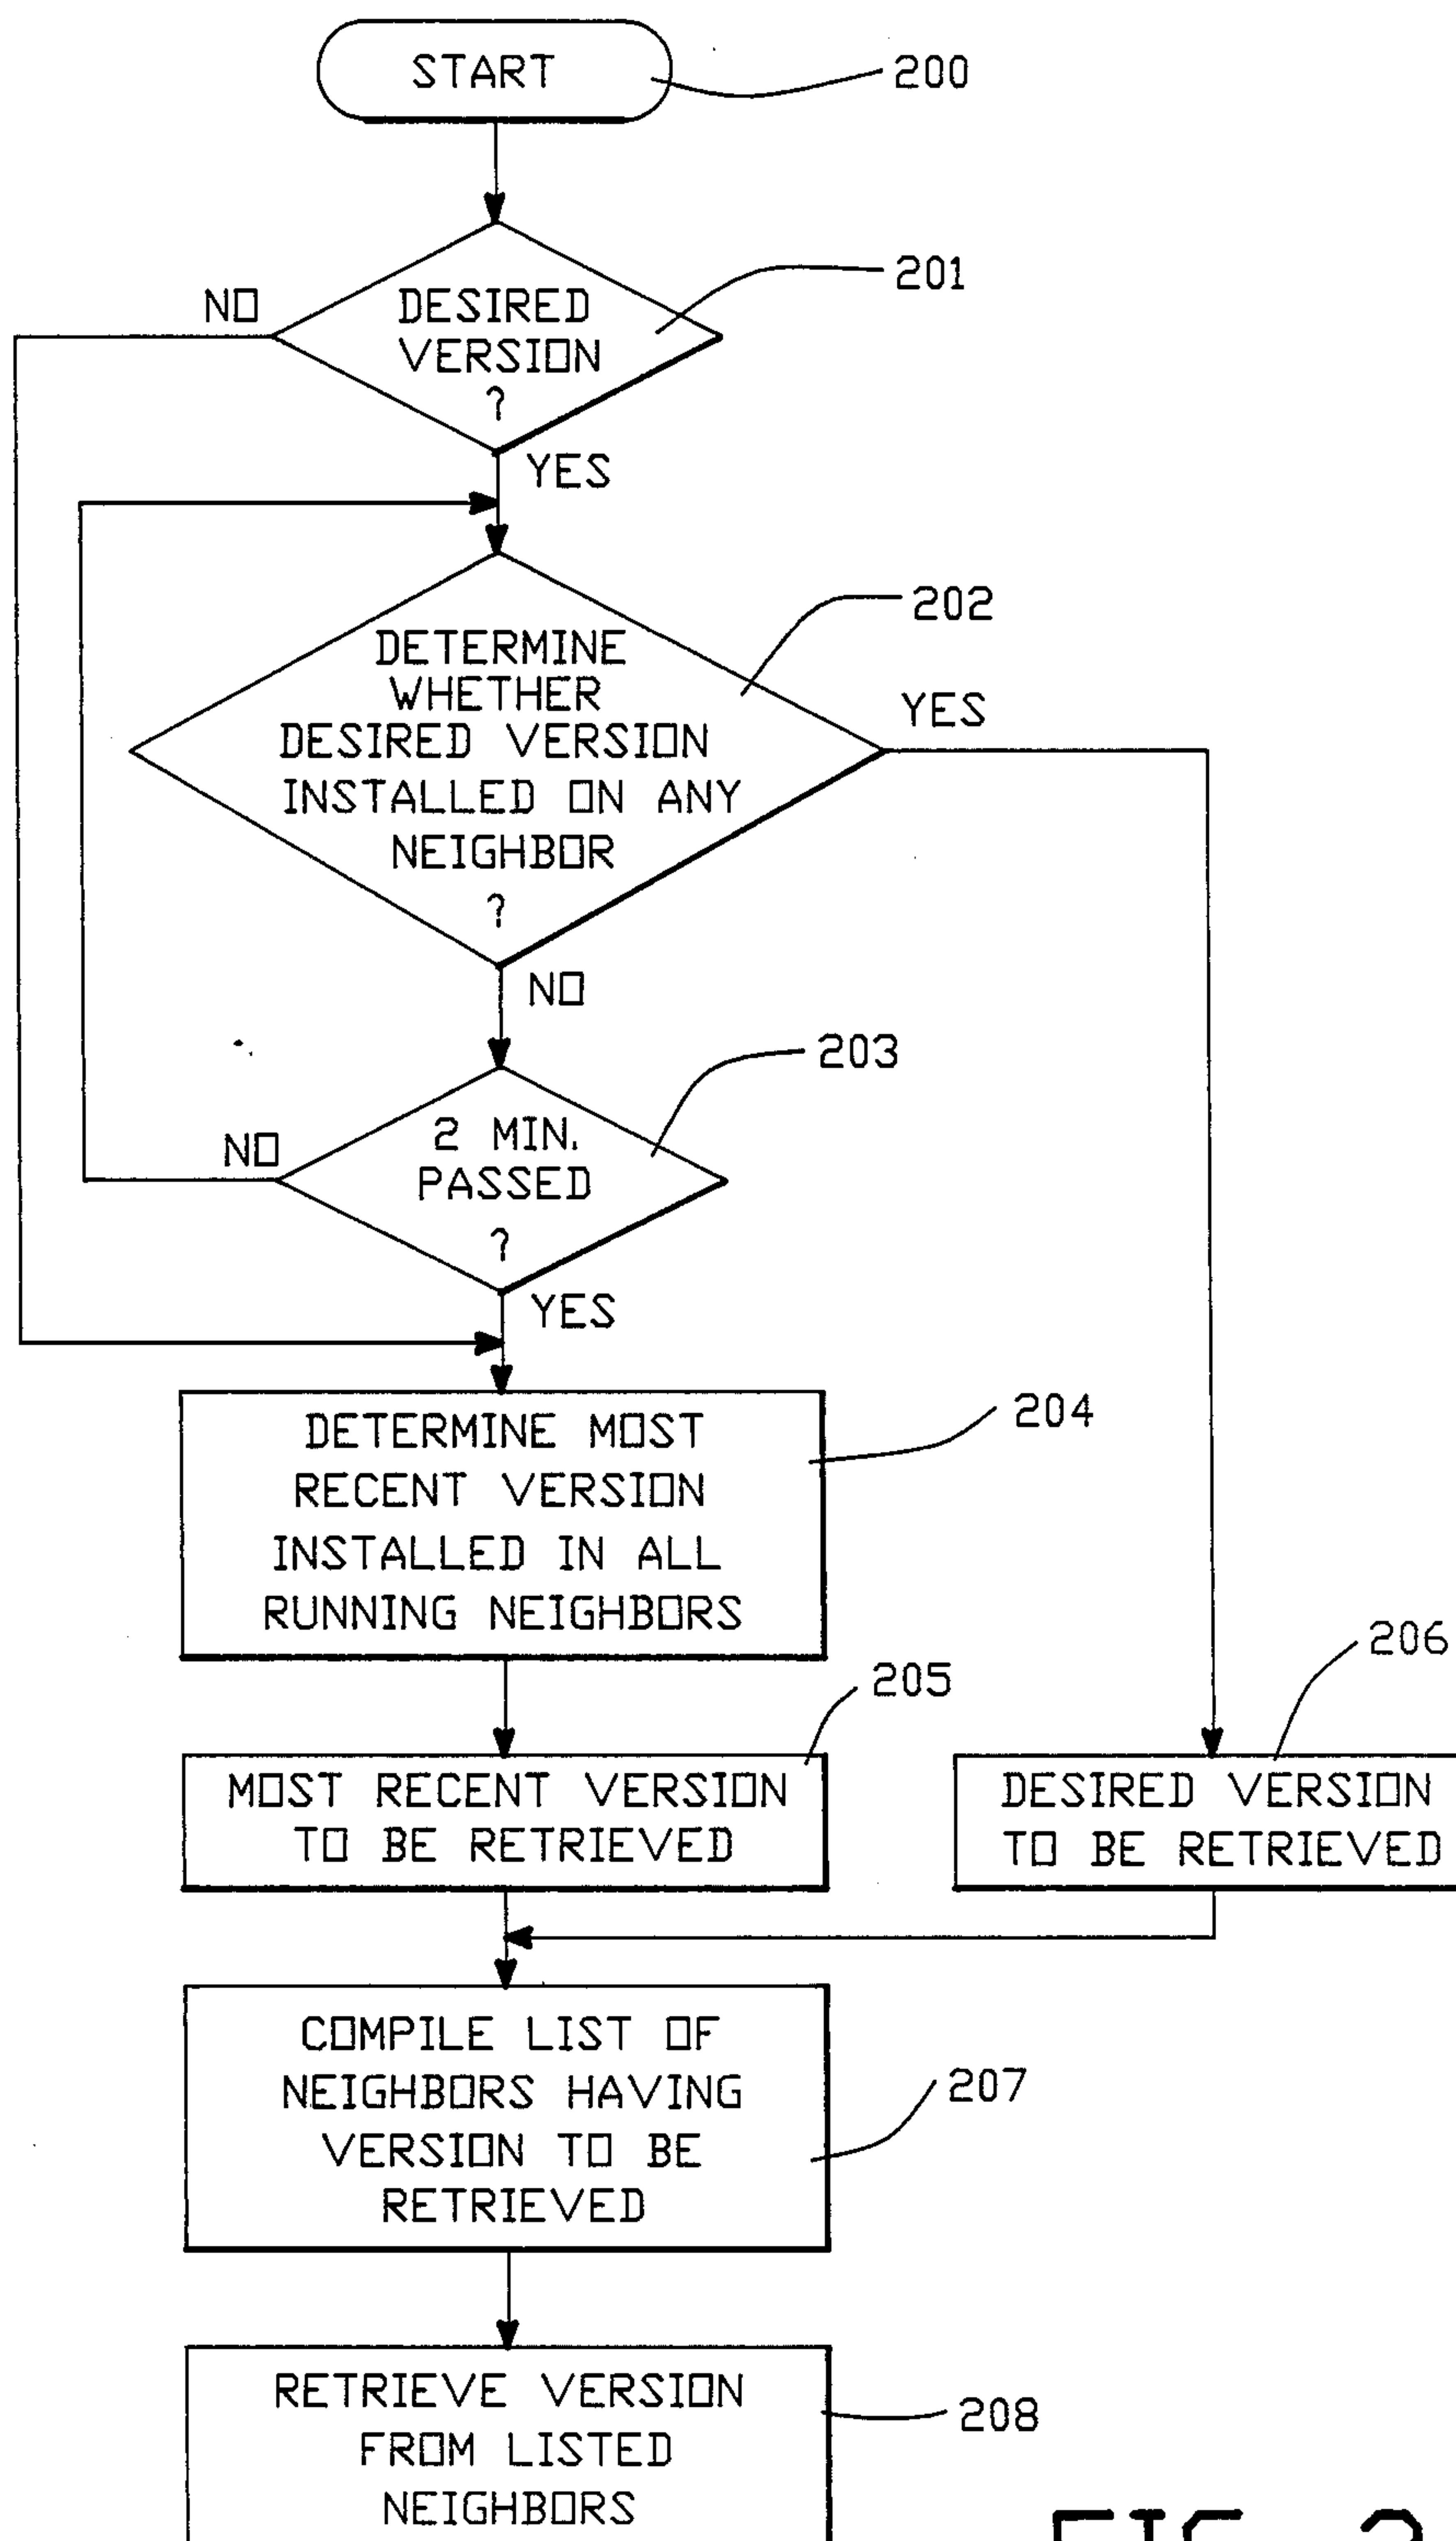 START
200
DESIRED
VERSION
?
201
NO
YES
DETERMINE
WHETHER
DESIRED VERSION
INSTALLED ON ANY
NEIGHBOR
?
202
YES
NO
2 MIN.
PASSED
?
203
NO
YES
DETERMINE MOST
RECENT VERSION
INSTALLED IN ALL
RUNNING NEIGHBORS
204
MOST RECENT VERSION
TO BE RETRIEVED
205
DESIRED VERSION
TO BE RETRIEVED
206
COMPILE LIST OF
NEIGHBORS HAVING
VERSION TO BE
RETRIEVED
207
RETRIEVE VERSION
FROM LISTED
NEIGHBORS
208